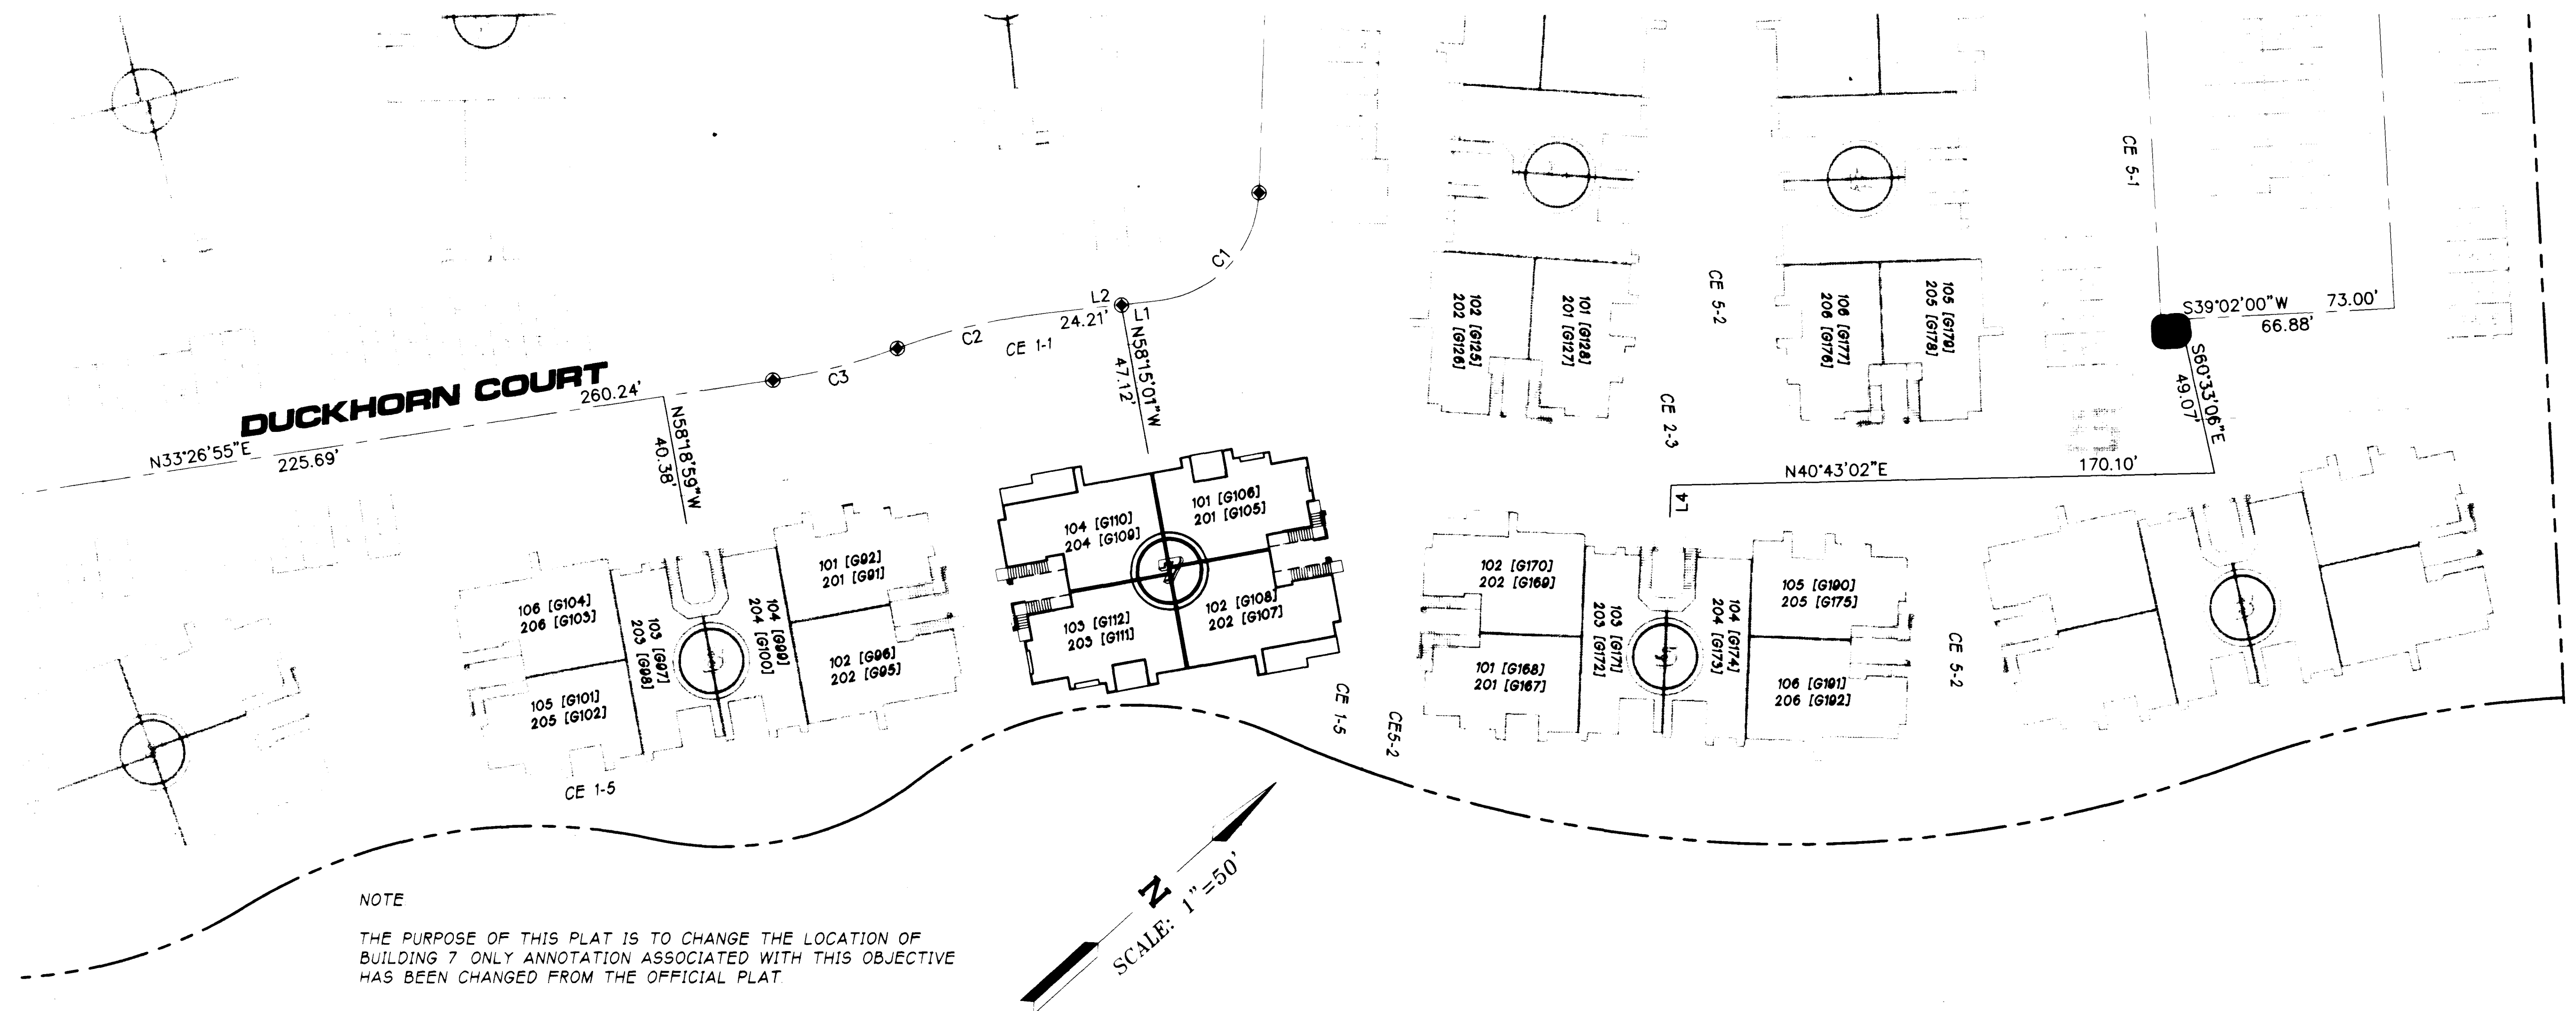 DUCKHORN COURT
N33°26'55"E
225.69'
260.24'
N58°18'59"W
40.38'
C3
C2
CE 1-1
24.21'
L2
L1
C1
N58°15'01"W
47.12'
CE 5-1
CE 5-2
CE 2-3
102 [G125]
202 [G126]
101 [G128]
201 [G127]
106 [G177]
206 [G176]
105 [G179]
205 [G178]
S39°02'00"W
73.00'
66.88'
S60°33'06"E
49.07'
N40°43'02"E
170.10'
L4
106 [G104]
206 [G103]
105 [G101]
205 [G102]
103 [G97]
203 [G98]
104 [G99]
204 [G100]
101 [G92]
201 [G91]
102 [G96]
202 [G95]
104 [G110]
204 [G109]
101 [G106]
201 [G105]
7
103 [G112]
203 [G111]
102 [G108]
202 [G107]
102 [G170]
202 [G169]
101 [G168]
201 [G167]
103 [G171]
203 [G172]
104 [G174]
204 [G173]
105 [G190]
205 [G175]
106 [G191]
206 [G192]
CE 1-5
CE 1-5
CE5-2
CE 5-2
N
SCALE: 1"=50'
NOTE
THE PURPOSE OF THIS PLAT IS TO CHANGE THE LOCATION OF
BUILDING 7 ONLY ANNOTATION ASSOCIATED WITH THIS OBJECTIVE
HAS BEEN CHANGED FROM THE OFFICIAL PLAT.